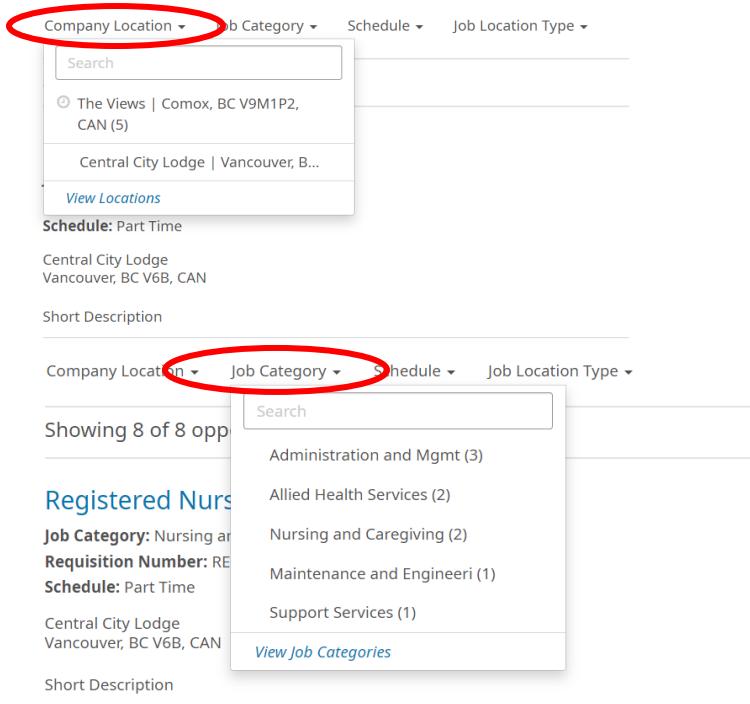 Company Location
Job Category
Schedule
Job Location Type
Search
The Views | Comox, BC V9M1P2,
CAN (5)
Central City Lodge | Vancouver, B...
View Locations
Schedule: Part Time
Central City Lodge
Vancouver, BC V6B, CAN
Short Description
Company Location
Job Category
Schedule
Job Location Type
Search
Showing 8 of 8 opp
Administration and Mgmt (3)
Allied Health Services (2)
Registered Nurs
Nursing and Caregiving (2)
Job Category: Nursing an
Requisition Number: RE
Maintenance and Engineeri (1)
Schedule: Part Time
Support Services (1)
Central City Lodge
Vancouver, BC V6B, CAN
View Job Categories
Short Description